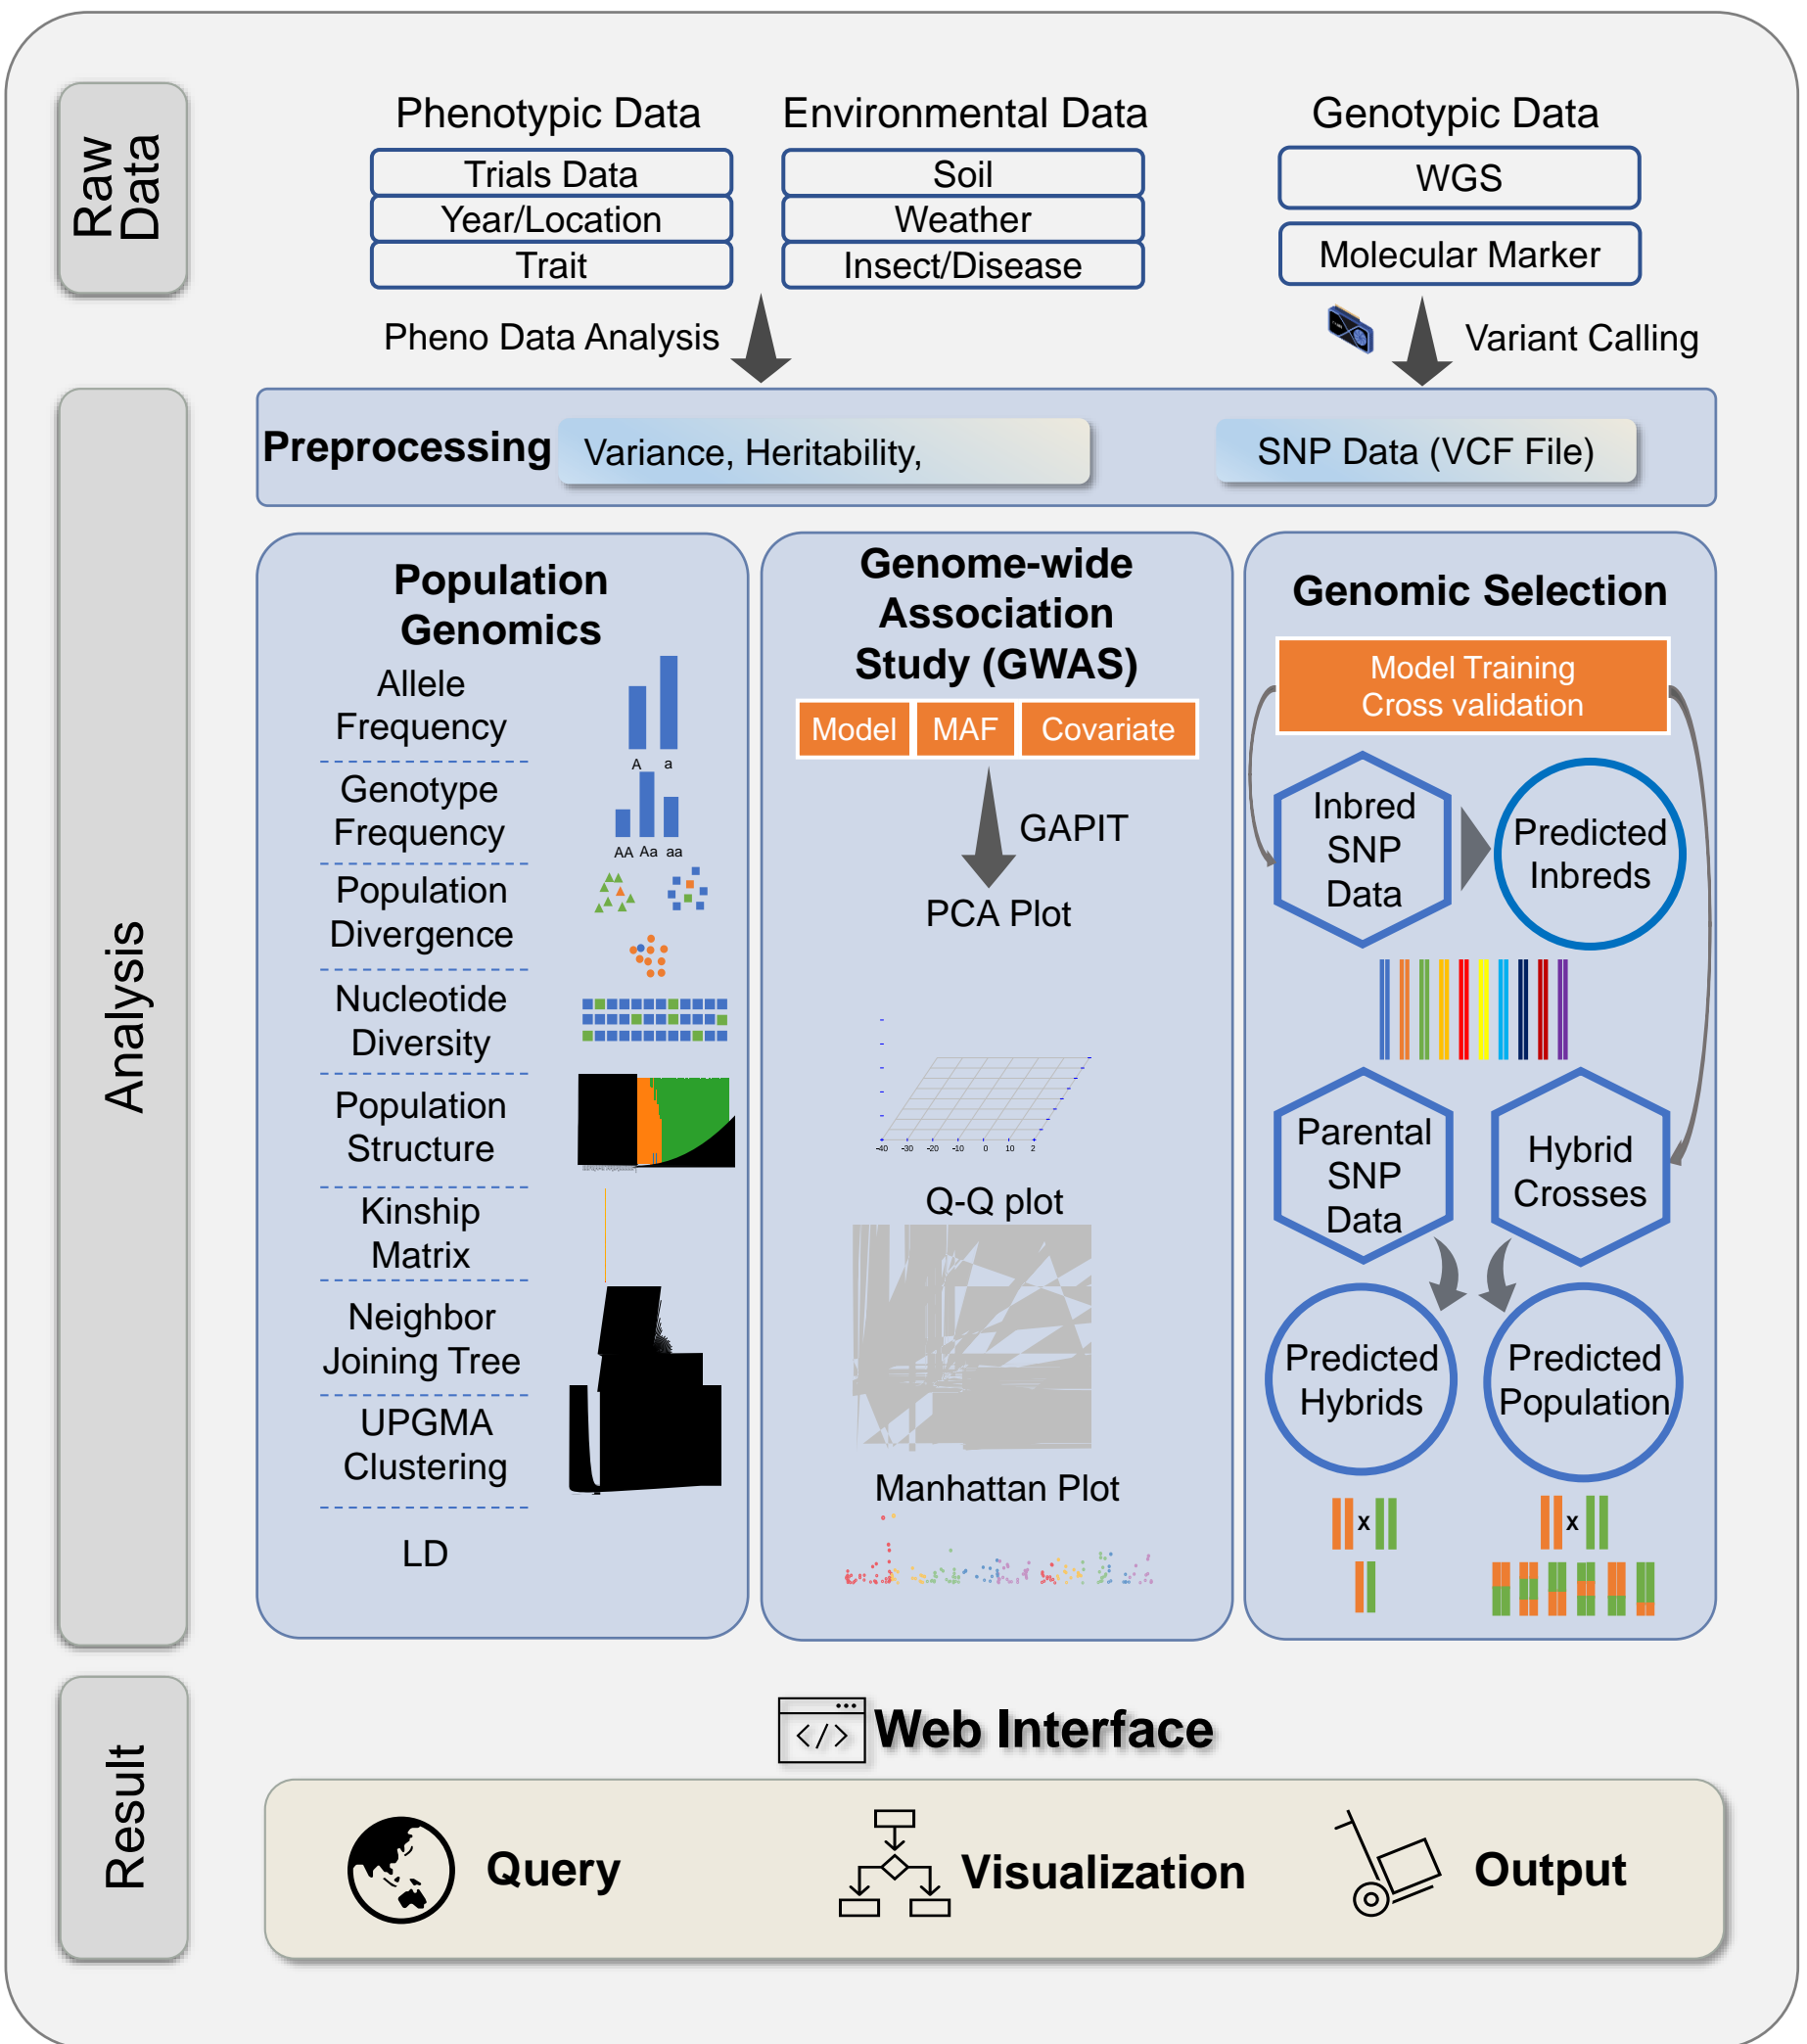 Raw
Data
Phenotypic Data
Trials Data
Year/Location
Trait
Environmental Data
Soil
Weather
Insect/Disease
Genotypic Data
WGS
Molecular Marker
Pheno Data Analysis
Variant Calling
Analysis
Preprocessing
Variance, Heritability,
SNP Data (VCF File)
Population
Genomics
Allele
Frequency
A a
Genotype
Frequency
AA Aa aa
Population
Divergence
Nucleotide
Diversity
Population
Structure
Kinship
Matrix
Neighbor
Joining Tree
UPGMA
Clustering
LD
Genome-wide
Association
Study (GWAS)
Model
MAF
Covariate
GAPIT
PCA Plot
-40 -30 -20 -10 0 10 2
Q-Q plot
Manhattan Plot
Genomic Selection
Model Training
Cross validation
Inbred
SNP
Data
Predicted
Inbreds
Parental
SNP
Data
Hybrid
Crosses
Predicted
Hybrids
Predicted
Population
x
x
Result
</> Web Interface
Query
Visualization
Output